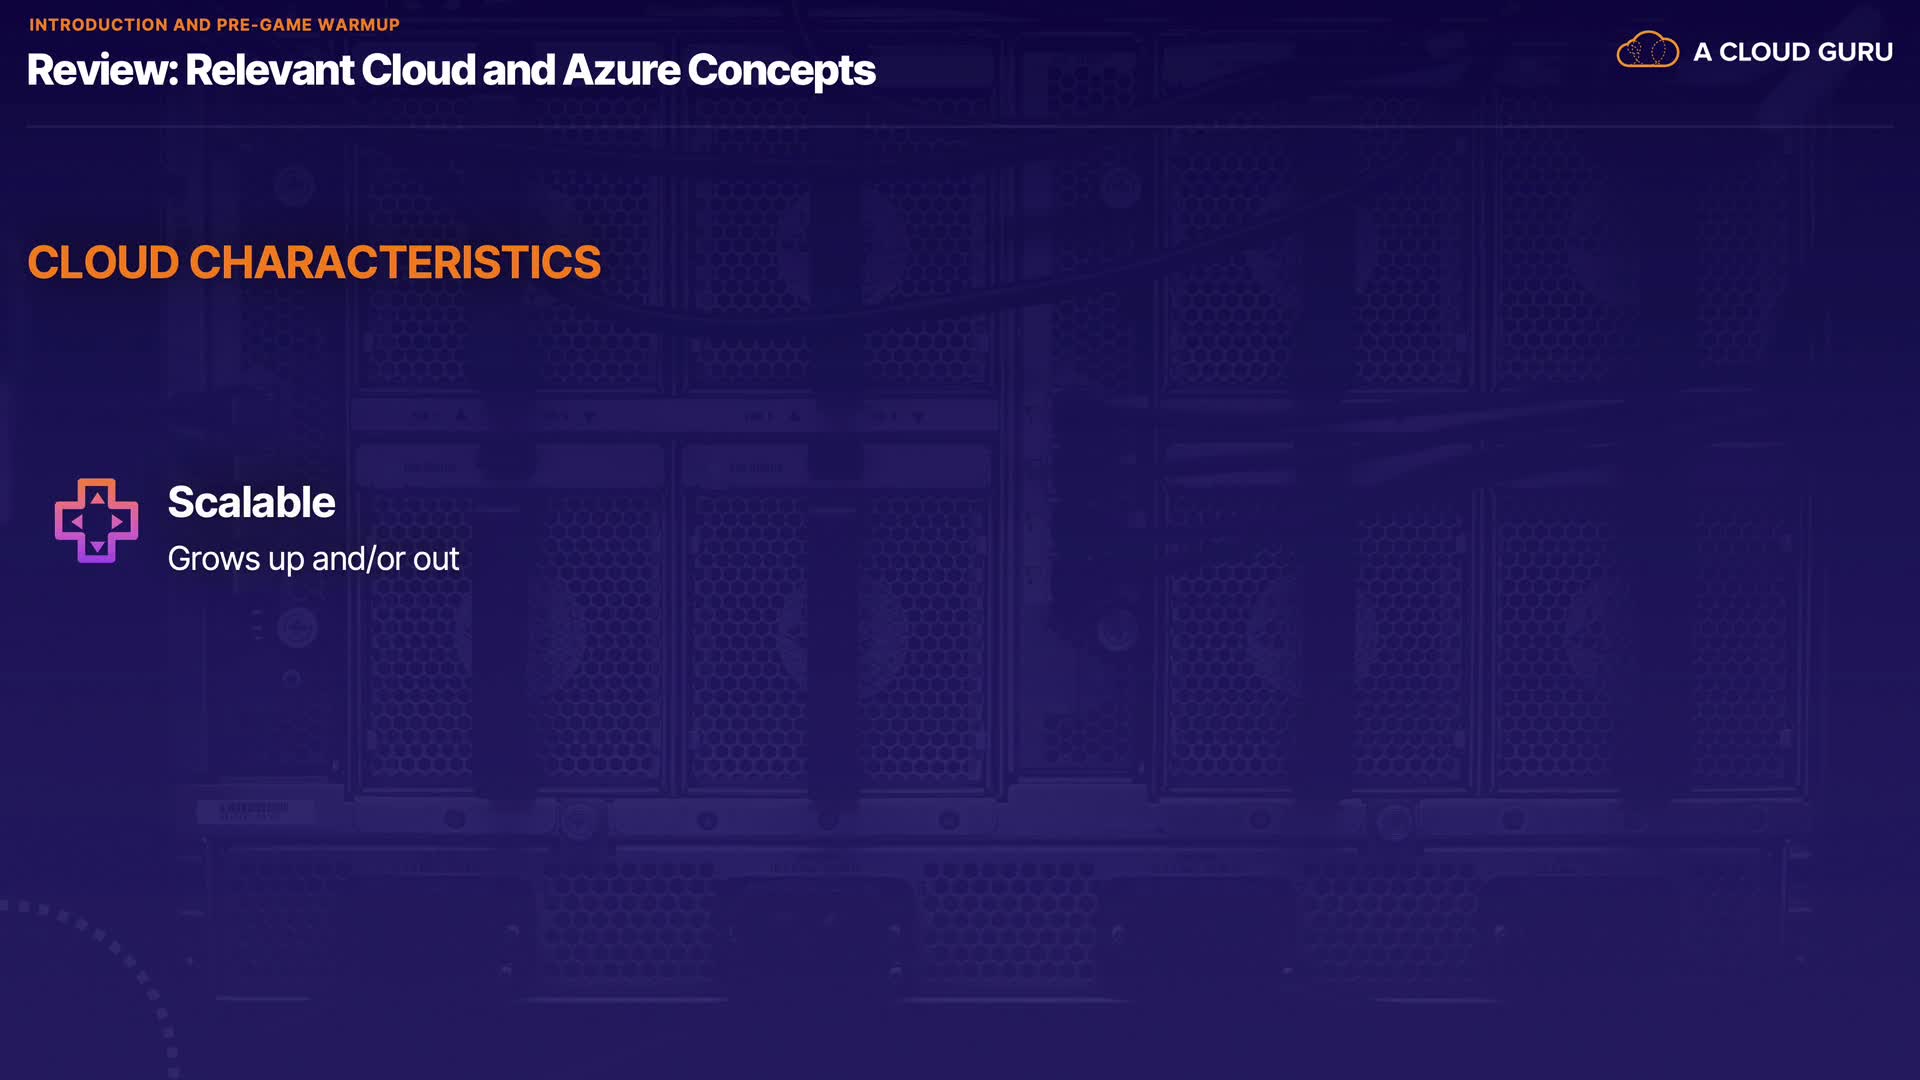 INTRODUCTION AND PRE-GAME WARMUP
Review: Relevant Cloud and Azure Concepts
A CLOUD GURU
CLOUD CHARACTERISTICS
Scalable
Grows up and/or out